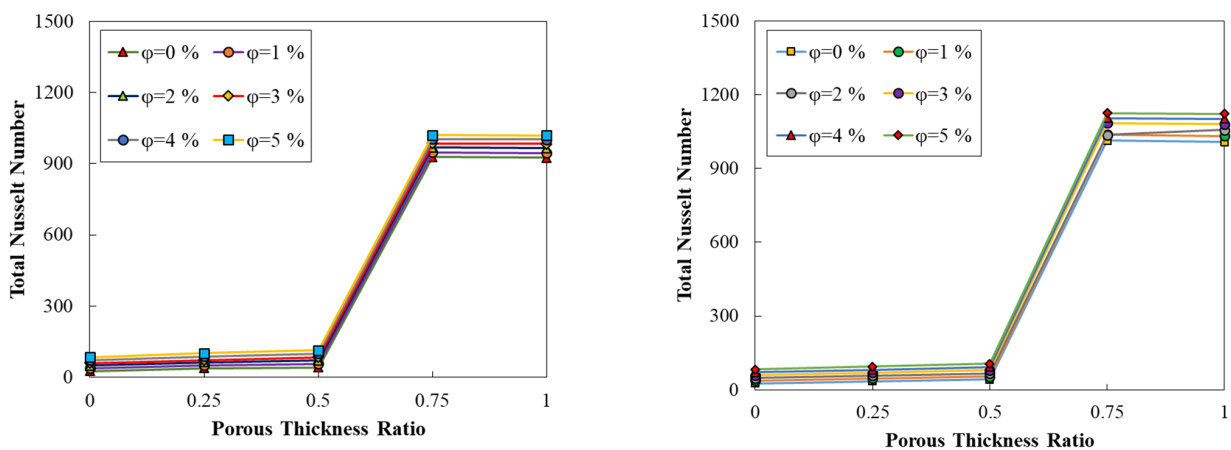 Total Nusselt Number
1500
1200
900
600
300
0
φ=0 % φ=1 %
φ=2 % φ=3 %
φ=4 % φ=5 %
0 0.25 0.5 0.75 1
Porous Thickness Ratio
Total Nusselt Number
1500
1200
900
600
300
0
φ=0 % φ=1 %
φ=2 % φ=3 %
φ=4 % φ=5 %
0 0.25 0.5 0.75 1
Porous Thickness Ratio